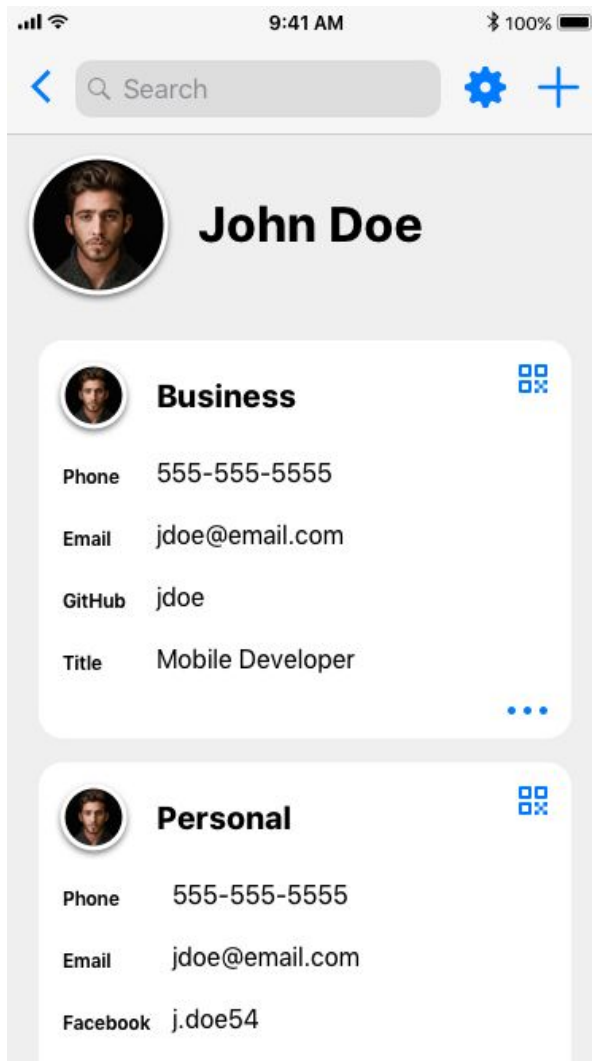 9:41 AM 100%
Search
John Doe
Business
Phone 555-555-5555
Email jdoe@email.com
GitHub jdoe
Title Mobile Developer
Personal
Phone 555-555-5555
Email jdoe@email.com
Facebook j.doe54